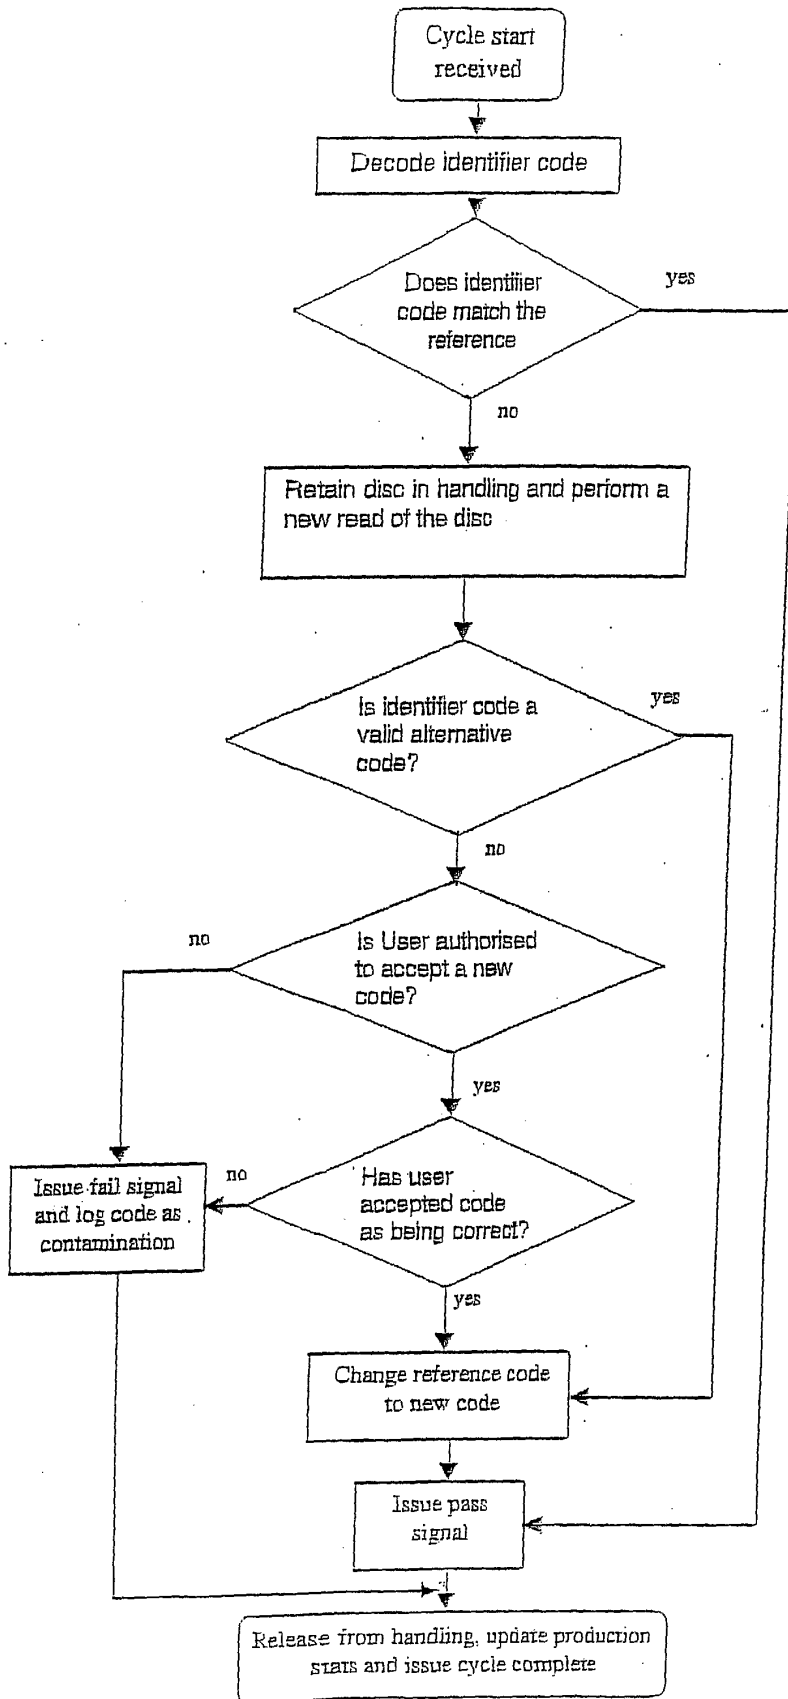 Cycle start
received
Decode identifier code
Does identifier
code match the
reference
yes
no
Retain disc in handling and perform a
new read of the disc
Is identifier code a
valid alternative
code?
yes
no
Is User authorised
to accept a new
code?
no
yes
Has user
accepted code
as being correct?
no
Issue fail signal
and log code as
contamination
yes
Change reference code
to new code
Issue pass
signal
Release from handling, update production
stats and issue cycle complete